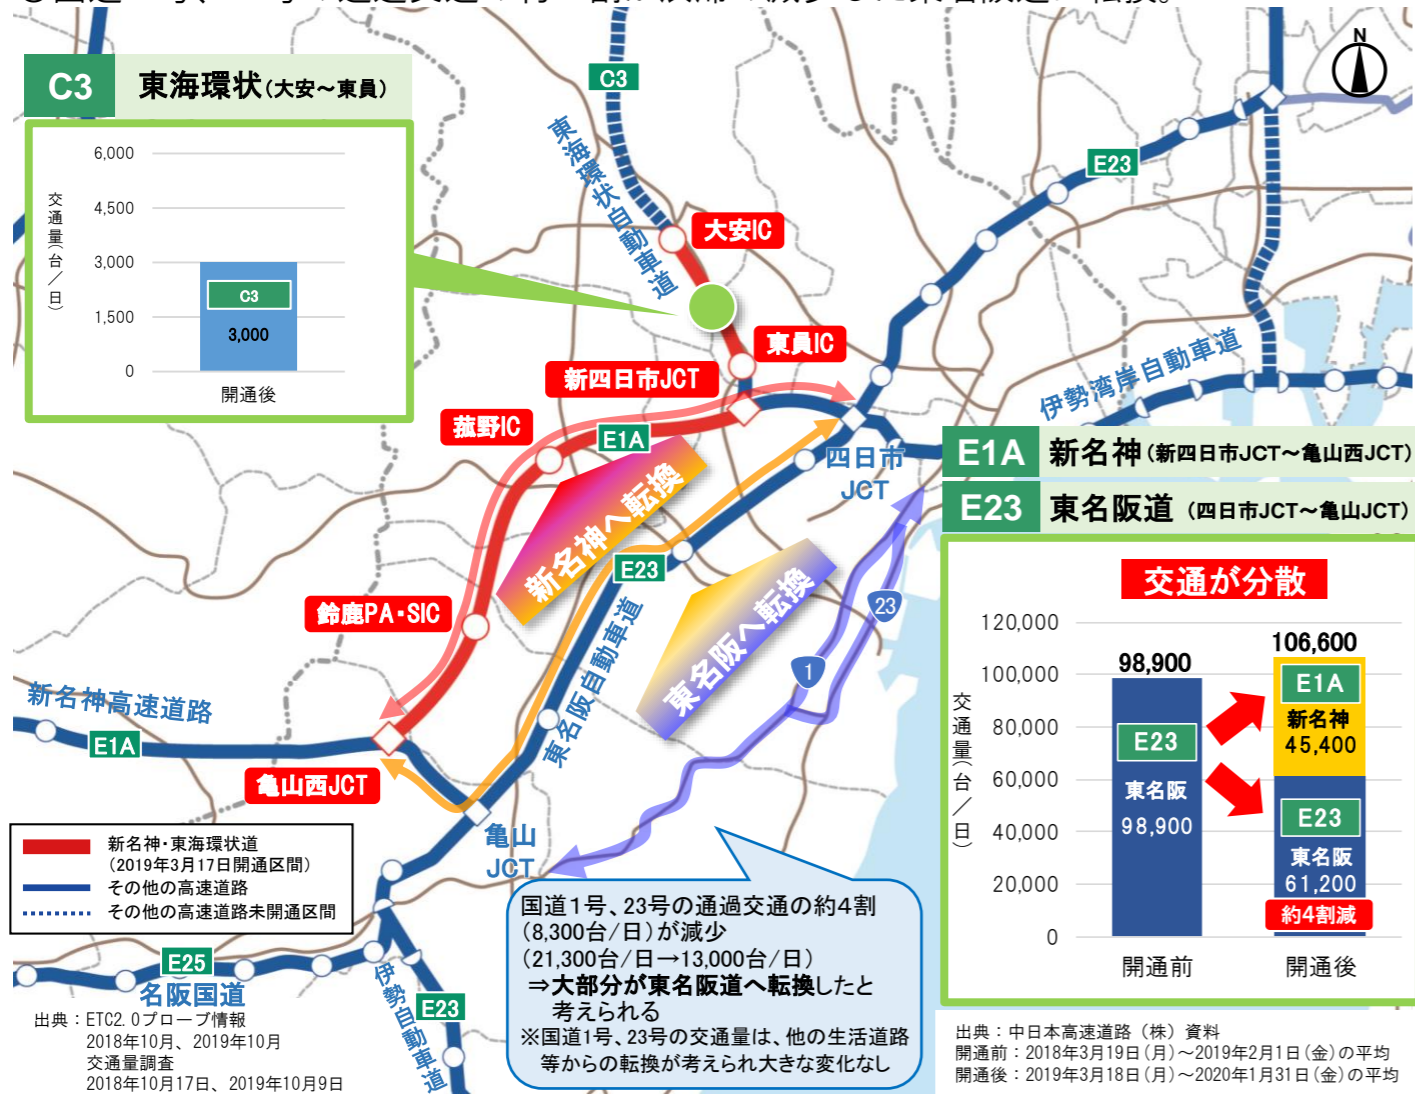 C3 東海環状(大安～東員)
6,000
4,500
3,000
1,500
0
交通量(台/日)
C3
3,000
開通後
N
C3
東海環状自動車道
E23
大安IC
東員IC
新四日市JCT
菰野IC
E1A
四日市
JCT
伊勢湾岸自動車道
新名神へ転換
E23
東名阪自動車道
東名阪へ転換
23
1
鈴鹿PA・SIC
新名神高速道路
E1A
亀山西JCT
亀山
JCT
E1A 新名神(新四日市JCT～亀山西JCT)
E23 東名阪道 (四日市JCT～亀山JCT)
交通が分散
交通量(台/日)
120,000
100,000
80,000
60,000
40,000
20,000
0
98,900
E23
東名阪
98,900
開通前
106,600
E1A
新名神
45,400
E23
東名阪
61,200
約4割減
開通後
新名神・東海環状道
(2019年3月17日開通区間)
その他の高速道路
その他の高速道路未開通区間
E25
名阪国道
伊勢自動車道
E23
国道1号、23号の通過交通の約4割
(8,300台/日)が減少
(21,300台/日→13,000台/日)
⇒大部分が東名阪道へ転換したと
考えられる
※国道1号、23号の交通量は、他の生活道路
等からの転換が考えられ大きな変化なし
出典：ETC2.0プローブ情報
2018年10月、2019年10月
交通量調査
2018年10月17日、2019年10月9日
出典：中日本高速道路（株）資料
開通前：2018年3月19日(月)～2019年2月1日(金)の平均
開通後：2019年3月18日(月)～2020年1月31日(金)の平均